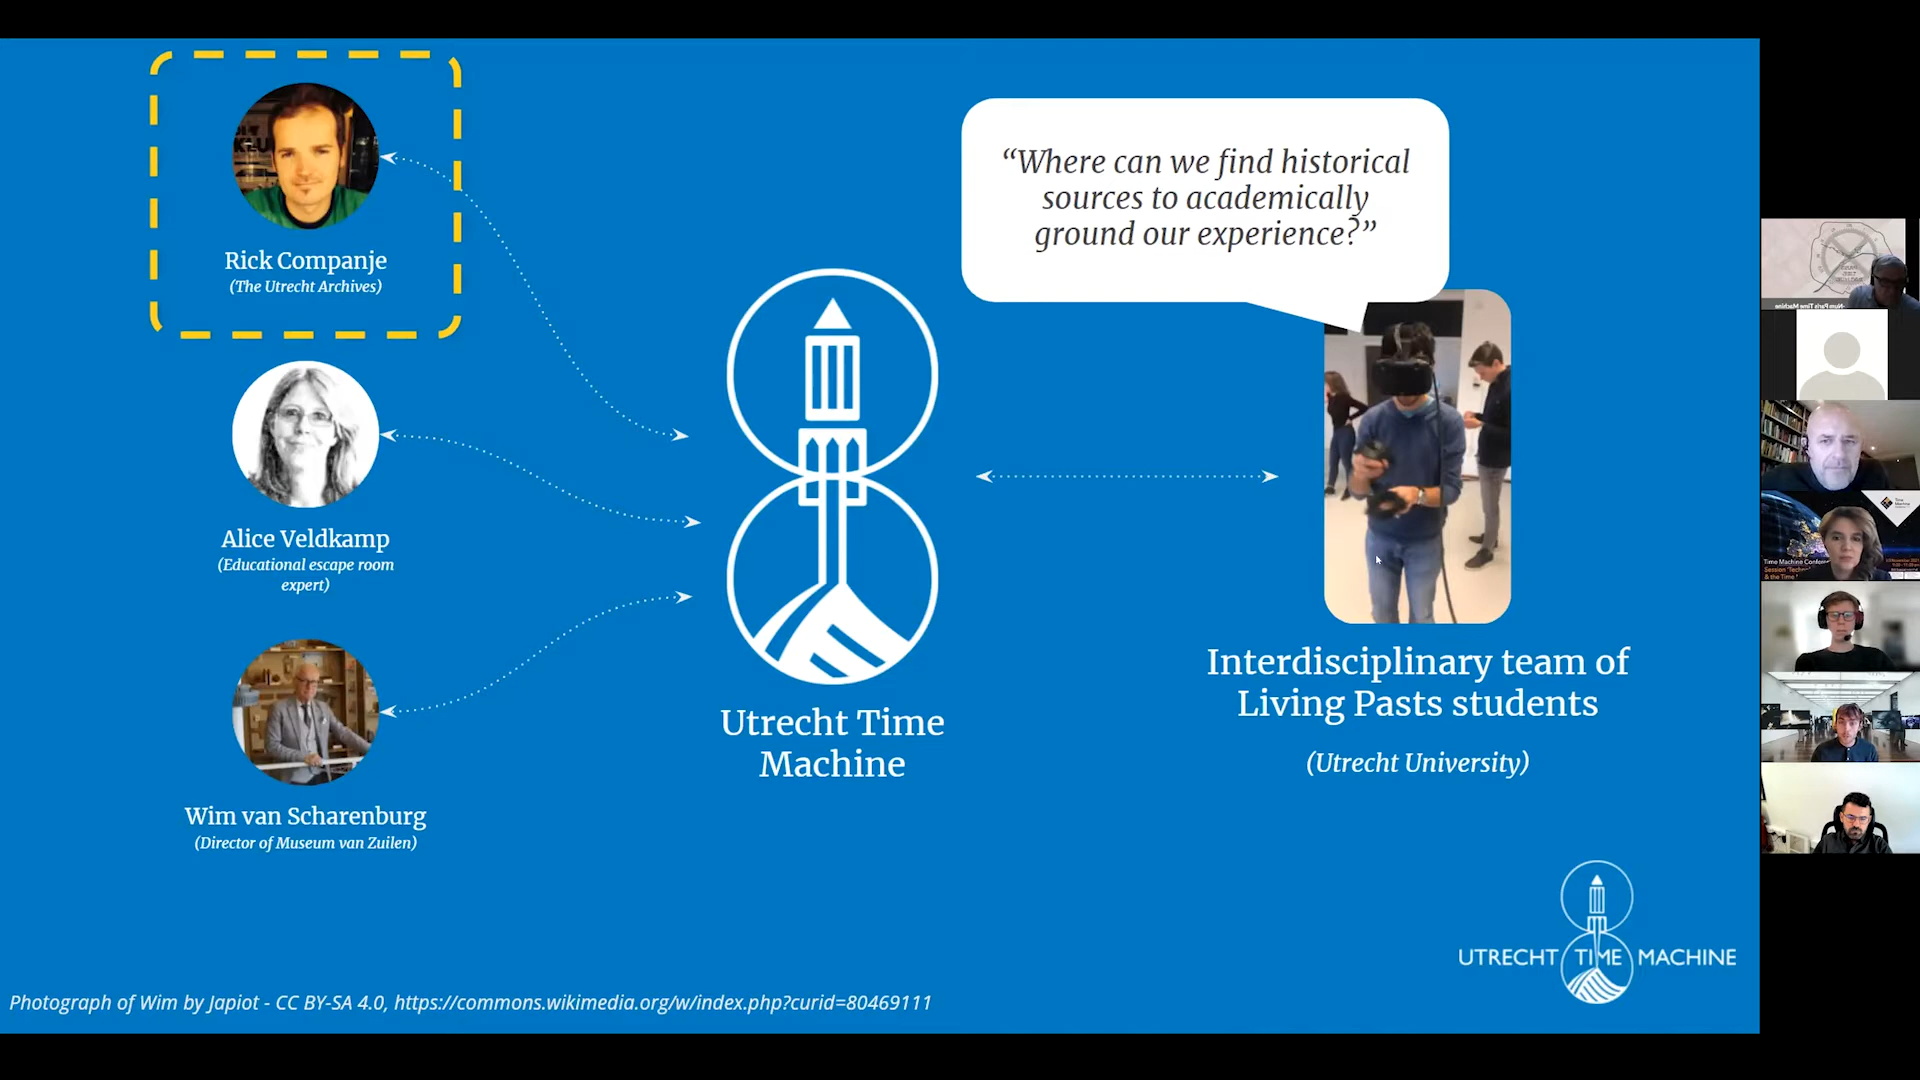 Rick Companje
(The Utrecht Archives)
Alice Veldkamp
(Educational escape room
expert)
Wim van Scharenburg
(Director of Museum van Zuilen)
Utrecht Time
Machine
“Where can we find historical
sources to academically
ground our experience?”
Interdisciplinary team of
Living Pasts students
(Utrecht University)
UTRECHT TIME MACHINE
Photograph of Wim by Japiot - CC BY-SA 4.0, https://commons.wikimedia.org/w/index.php?curid=80469111